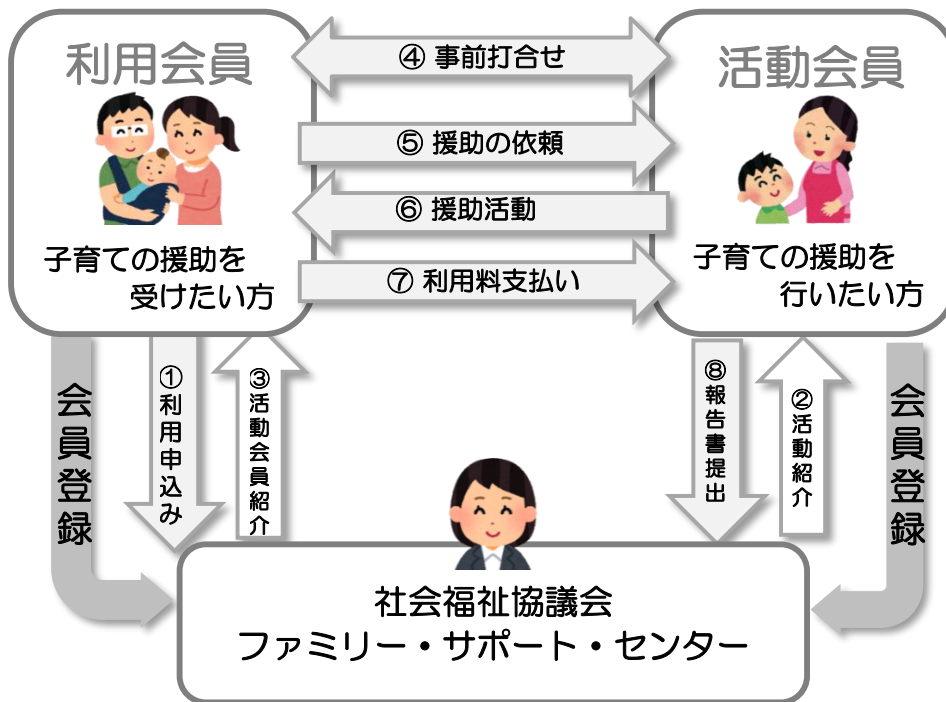 利用会員
子育ての援助を
受けたい方
④ 事前打合せ
⑤ 援助の依頼
⑥ 援助活動
⑦ 利用料支払い
活動会員
子育ての援助を
行いたい方
会員登録
①利用申込み
③活動会員紹介
⑧報告書提出
②活動紹介
会員登録
社会福祉協議会
ファミリー・サポート・センター